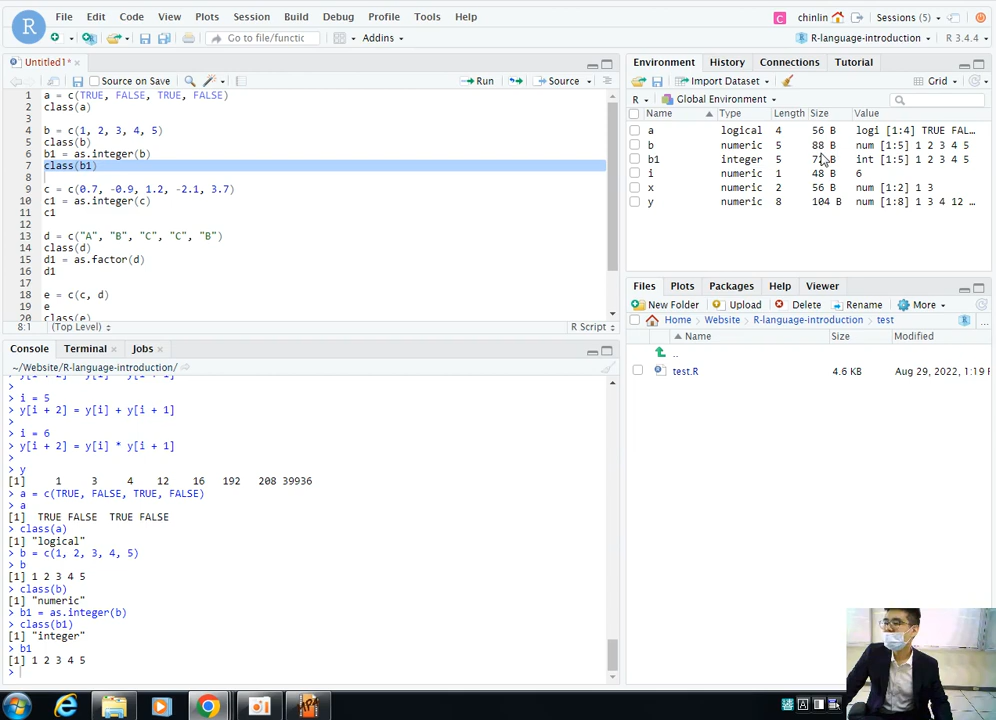 File Edit Code View Plots Session Build Debug Profile Tools Help
chinlin Sessions (5)
Go to file/functic Addins
R-language-introduction R 3.4.4
Untitled1*
Source on Save Run Source
1 a = c(TRUE, FALSE, TRUE, FALSE)
2 class(a)
3
4 b = c(1, 2, 3, 4, 5)
5 class(b)
6 b1 = as.integer(b)
7 class(b1)
8
9 c = c(0.7, -0.9, 1.2, -2.1, 3.7)
10 c1 = as.integer(c)
11 c1
12
13 d = c("A", "B", "C", "C", "B")
14 class(d)
15 d1 = as.factor(d)
16 d1
17
18 e = c(c, d)
19 e
20 class(e)
8:1 (Top Level) R Script
Console Terminal Jobs
~/Website/R-language-introduction/
>
> i = 5
> y[i + 2] = y[i] + y[i + 1]
>
> i = 6
> y[i + 2] = y[i] * y[i + 1]
>
> y
[1] 1 3 4 12 16 192 208 39936
> a = c(TRUE, FALSE, TRUE, FALSE)
> a
[1] TRUE FALSE TRUE FALSE
> class(a)
[1] "logical"
> b = c(1, 2, 3, 4, 5)
> b
[1] 1 2 3 4 5
> class(b)
[1] "numeric"
> b1 = as.integer(b)
> class(b1)
[1] "integer"
> b1
[1] 1 2 3 4 5
>
Environment History Connections Tutorial
Import Dataset Grid
R Global Environment
Name Type Length Size Value
a logical 4 56 B logi [1:4] TRUE FAL…
b numeric 5 88 B num [1:5] 1 2 3 4 5
b1 integer 5 B int [1:5] 1 2 3 4 5
i numeric 1 48 B 6
x numeric 2 56 B num [1:2] 1 3
y numeric 8 104 B num [1:8] 1 3 4 12 …
Files Plots Packages Help Viewer
New Folder Upload Delete Rename More
Home Website R-language-introduction test
Name Size Modified
..
test.R 4.6 KB Aug 29, 2022, 1:19 P